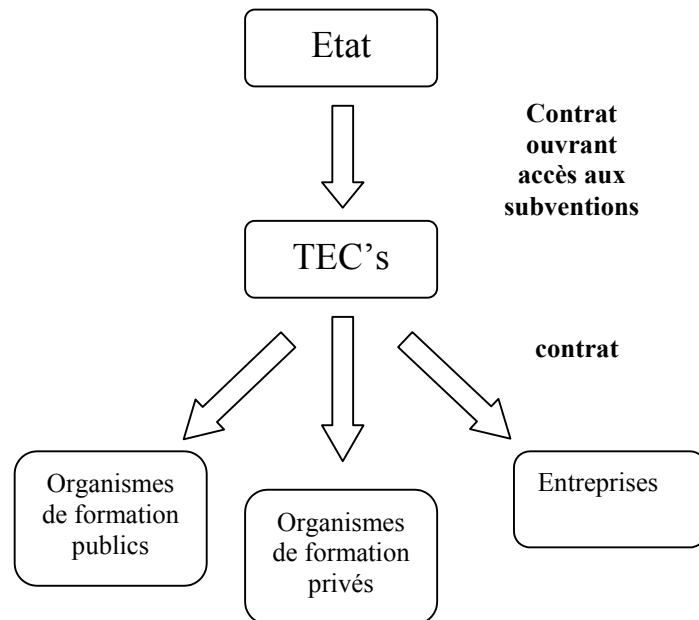 Etat
Contrat
ouvrant
accès aux
subventions
TEC’s
contrat
Organismes
de formation
publics
Organismes
de formation
privés
Entreprises